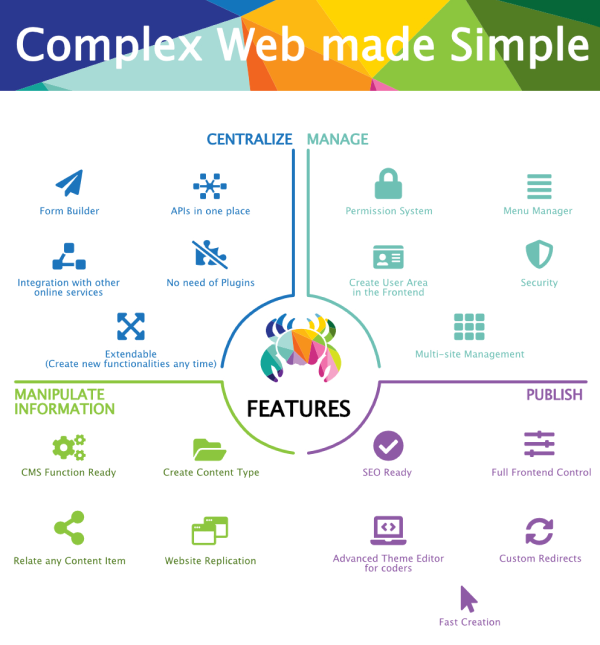 Complex Web made Simple
CENTRALIZE
Form Builder
APIs in one place
Integration with other
online services
No need of Plugins
Extendable
(Create new functionalities any time)
MANAGE
Permission System
Menu Manager
Create User Area
in the Frontend
Security
Multi-site Management
FEATURES
MANIPULATE
INFORMATION
CMS Function Ready
Create Content Type
Relate any Content Item
Website Replication
PUBLISH
SEO Ready
Full Frontend Control
Advanced Theme Editor
for coders
Custom Redirects
Fast Creation